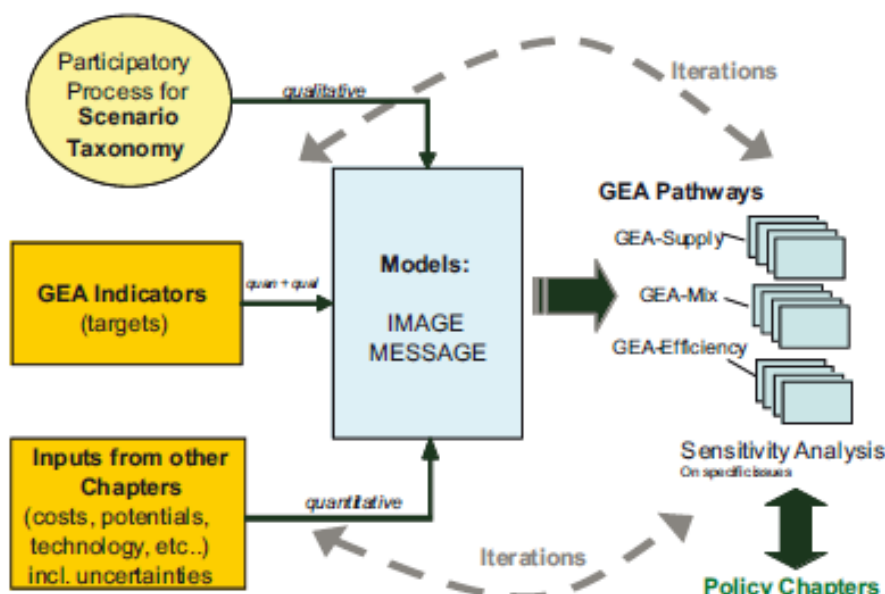 Participatory
Process for
Scenario
Taxonomy
qualitative
Iterations
GEA Indicators
(targets)
quan + qual
Models:
IMAGE
MESSAGE
GEA Pathways
GEA-Supply
GEA-Mix
GEA-Efficiency
Inputs from other
Chapters
(costs, potentials,
technology, etc..)
incl. uncertainties
quantitative
Iterations
Sensitivity Analysis
On specific issues
Policy Chapters